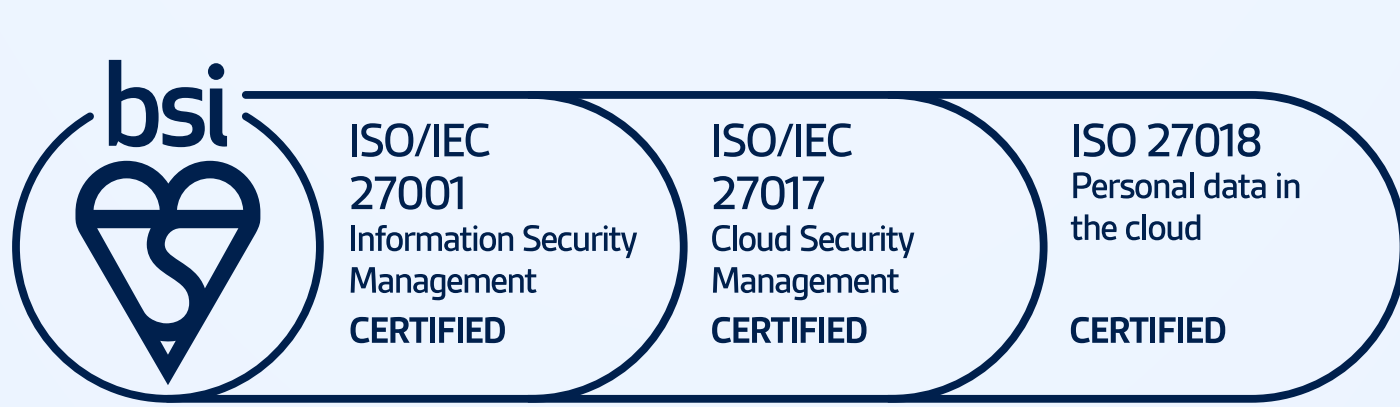 bsi
ISO/IEC
27001
Information Security
Management
CERTIFIED
ISO/IEC
27017
Cloud Security
Management
CERTIFIED
ISO 27018
Personal data in
the cloud
CERTIFIED